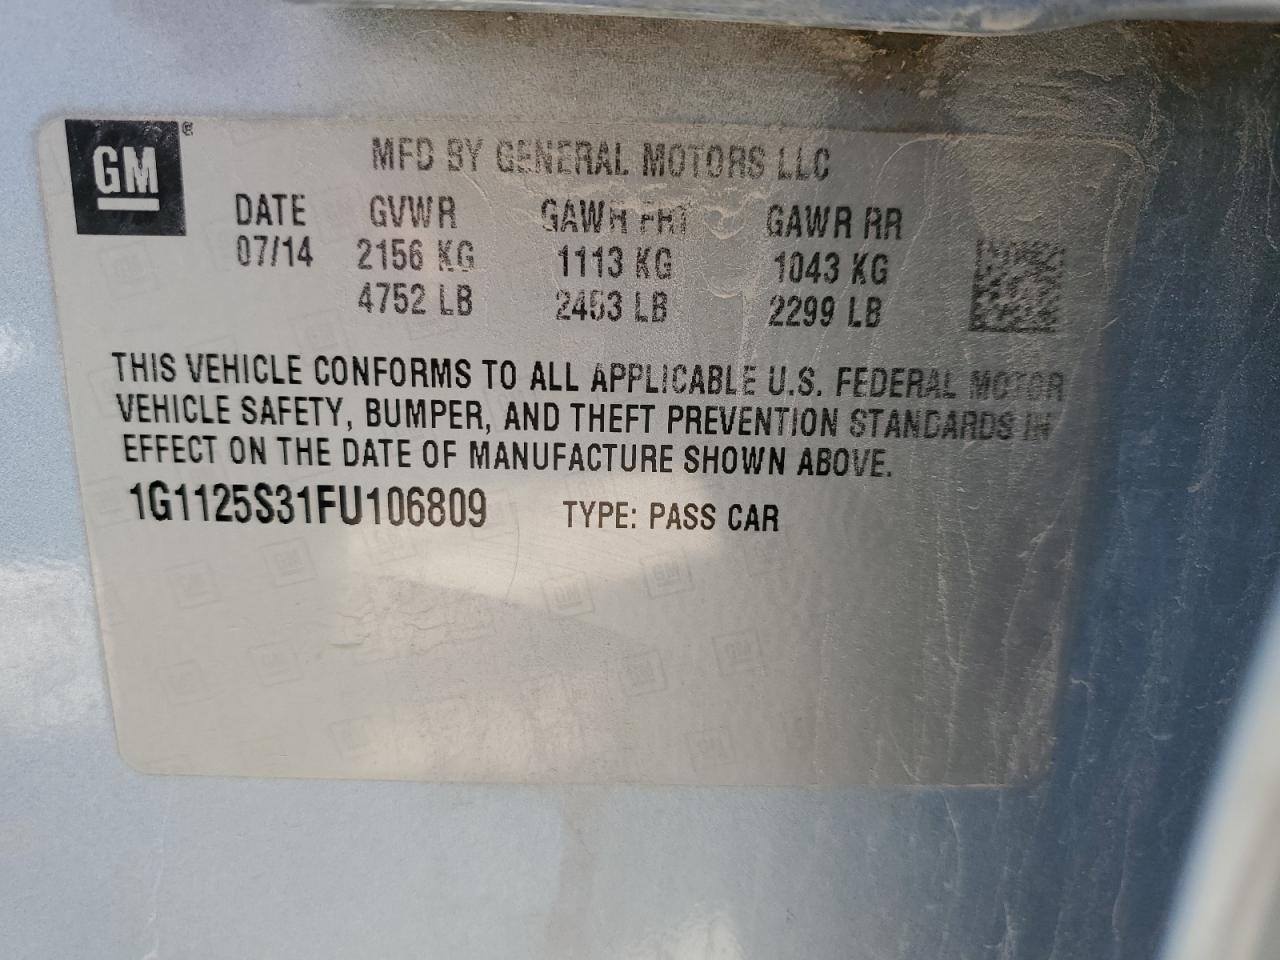 GM®
MFD BY GENERAL MOTORS LLC
DATE GVWR GAWR FRT GAWR RR
07/14 2156 KG 1113 KG 1043 KG
4752 LB 2453 LB 2299 LB
THIS VEHICLE CONFORMS TO ALL APPLICABLE U.S. FEDERAL MOTOR
VEHICLE SAFETY, BUMPER, AND THEFT PREVENTION STANDARDS IN
EFFECT ON THE DATE OF MANUFACTURE SHOWN ABOVE.
1G1125S31FU106809 TYPE: PASS CAR